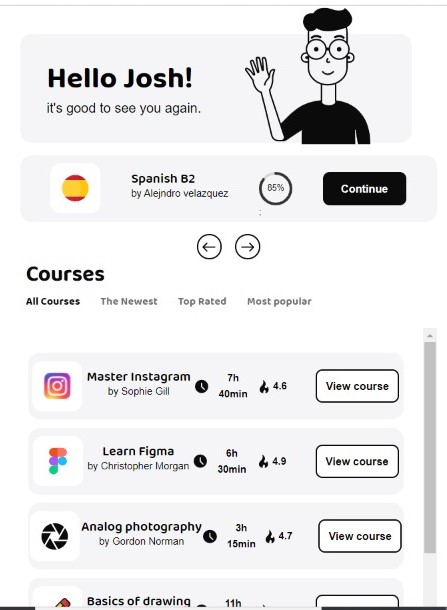 Hello Josh!
it's good to see you again.
Spanish B2
by Alejndro velazquez
85%
Continue
Courses
All Courses The Newest Top Rated Most popular
Master Instagram
by Sophie Gill
7h
40min
4.6
View course
Learn Figma
by Christopher Morgan
6h
30min
4.9
View course
Analog photography
by Gordon Norman
3h
15min
4.7
View course
Basics of drawing
11h